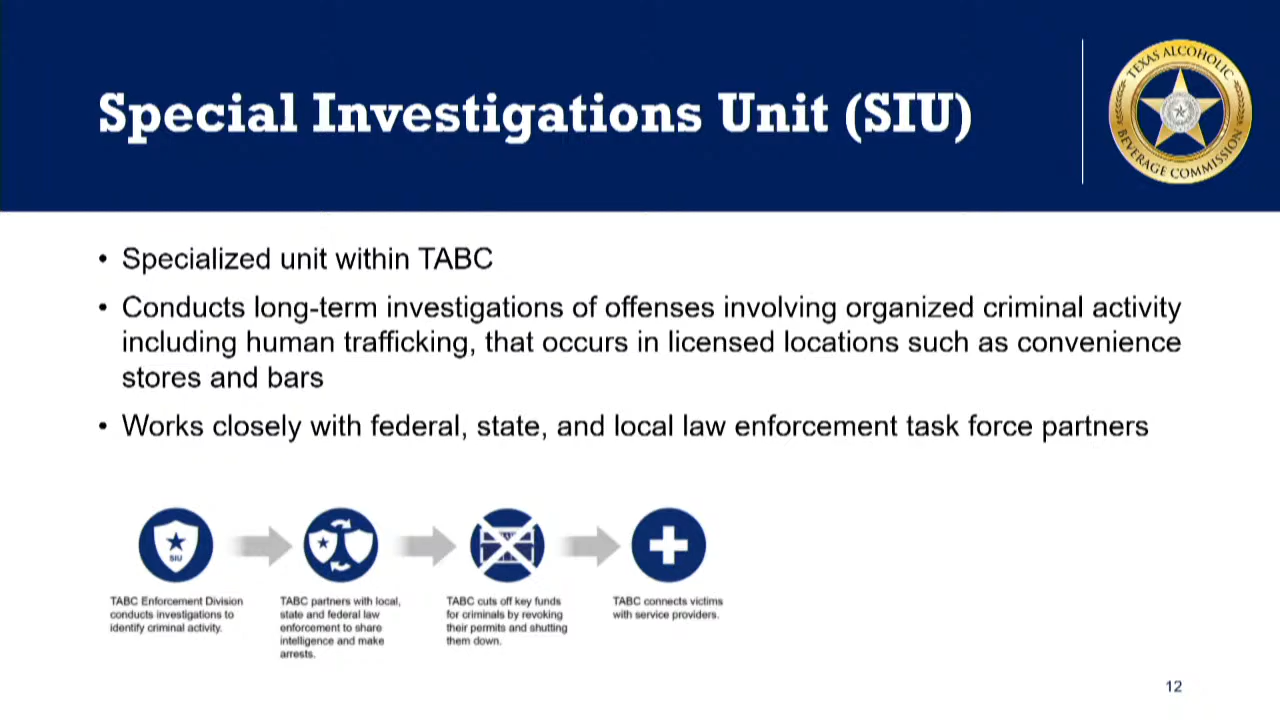 Special Investigations Unit (SIU)
TEXAS ALCOHOLIC
BEVERAGE COMMISSION
• Specialized unit within TABC
• Conducts long-term investigations of offenses involving organized criminal activity
including human trafficking, that occurs in licensed locations such as convenience
stores and bars
• Works closely with federal, state, and local law enforcement task force partners
SIU
TABC Enforcement Division
conducts investigations to
identify criminal activity.
TABC partners with local,
state and federal law
enforcement to share
intelligence and make
arrests.
TABC cuts off key funds
for criminals by revoking
their permits and shutting
them down.
TABC connects victims
with service providers.
12